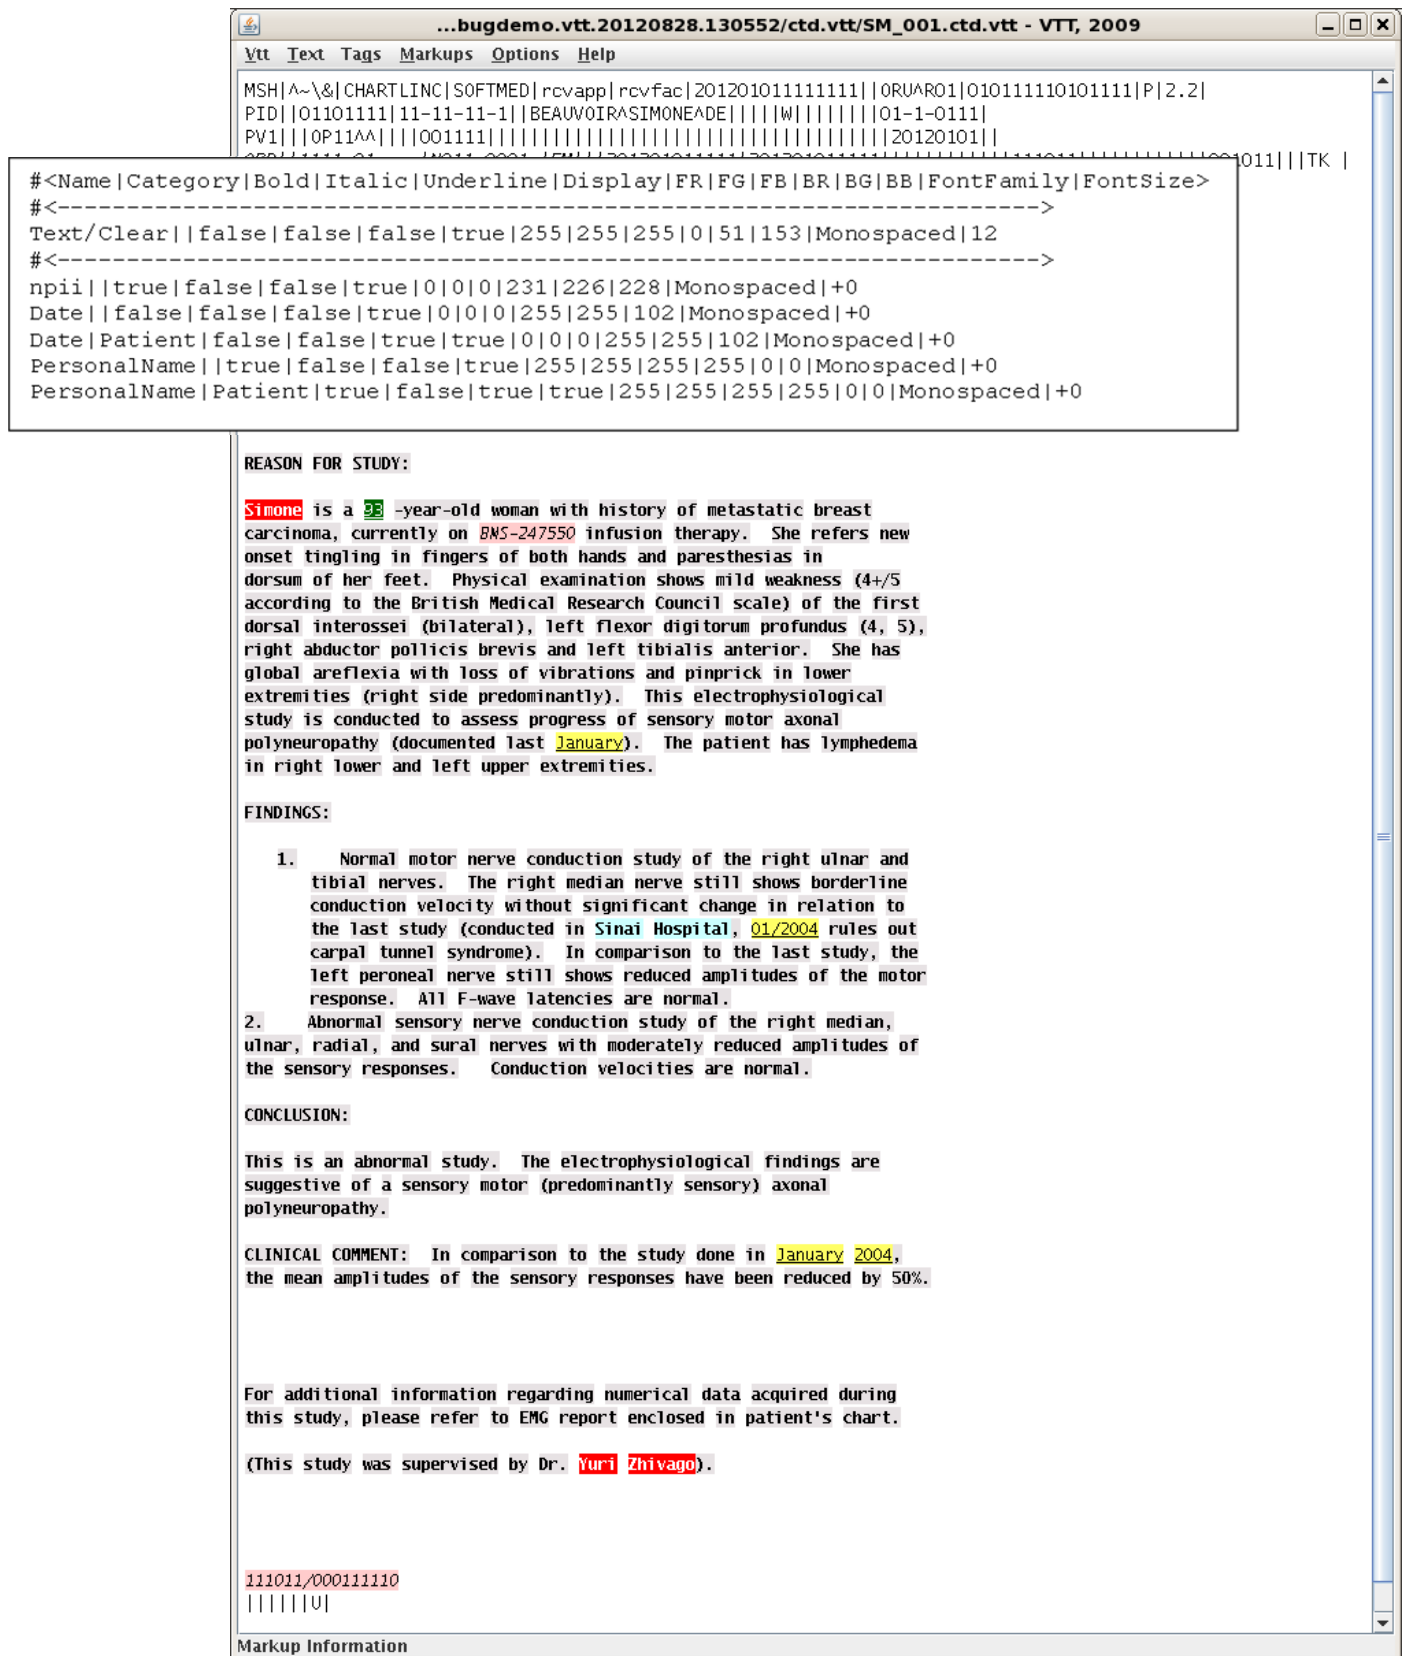 ...bugdemo.vtt.20120828.130552/ctd.vtt/SM_001.ctd.vtt - VTT, 2009
Vtt Text Tags Markups Options Help
MSH|^~\&|CHARTLINC|SOFTMED|rcvapp|rcvfac|201201011111111||ORU^R01|010111110101111|P|2.2|
PID||01101111|11-11-11-1||BEAUVOIR^SIMONE^DE|||||W||||||||01-1-0111|
PV1|||OP11^^||||001111||||||||||||||||||||||||||||||||||||20120101||
011|||TK |
#<Name|Category|Bold|Italic|Underline|Display|FR|FG|FB|BR|BG|BB|FontFamily|FontSize>
#<------------------------------------------------------------------------->
Text/Clear||false|false|false|true|255|255|255|0|51|153|Monospaced|12
#<------------------------------------------------------------------------->
npii||true|false|false|true|0|0|0|231|226|228|Monospaced|+0
Date||false|false|false|true|0|0|0|255|255|102|Monospaced|+0
Date|Patient|false|false|true|true|0|0|0|255|255|102|Monospaced|+0
PersonalName||true|false|false|true|255|255|255|255|0|0|Monospaced|+0
PersonalName|Patient|true|false|true|true|255|255|255|255|0|0|Monospaced|+0
REASON FOR STUDY:
Simone is a 93 -year-old woman with history of metastatic breast
carcinoma, currently on BMS-247550 infusion therapy. She refers new
onset tingling in fingers of both hands and paresthesias in
dorsum of her feet. Physical examination shows mild weakness (4+/5
according to the British Medical Research Council scale) of the first
dorsal interossei (bilateral), left flexor digitorum profundus (4, 5),
right abductor pollicis brevis and left tibialis anterior. She has
global areflexia with loss of vibrations and pinprick in lower
extremities (right side predominantly). This electrophysiological
study is conducted to assess progress of sensory motor axonal
polyneuropathy (documented last January). The patient has lymphedema
in right lower and left upper extremities.
FINDINGS:
1. Normal motor nerve conduction study of the right ulnar and
tibial nerves. The right median nerve still shows borderline
conduction velocity without significant change in relation to
the last study (conducted in Sinai Hospital, 01/2004 rules out
carpal tunnel syndrome). In comparison to the last study, the
left peroneal nerve still shows reduced amplitudes of the motor
response. All F-wave latencies are normal.
2. Abnormal sensory nerve conduction study of the right median,
ulnar, radial, and sural nerves with moderately reduced amplitudes of
the sensory responses. Conduction velocities are normal.
CONCLUSION:
This is an abnormal study. The electrophysiological findings are
suggestive of a sensory motor (predominantly sensory) axonal
polyneuropathy.
CLINICAL COMMENT: In comparison to the study done in January 2004,
the mean amplitudes of the sensory responses have been reduced by 50%.
For additional information regarding numerical data acquired during
this study, please refer to EMG report enclosed in patient's chart.
(This study was supervised by Dr. Yuri Zhivago).
111011/000111110
||||||U|
Markup Information